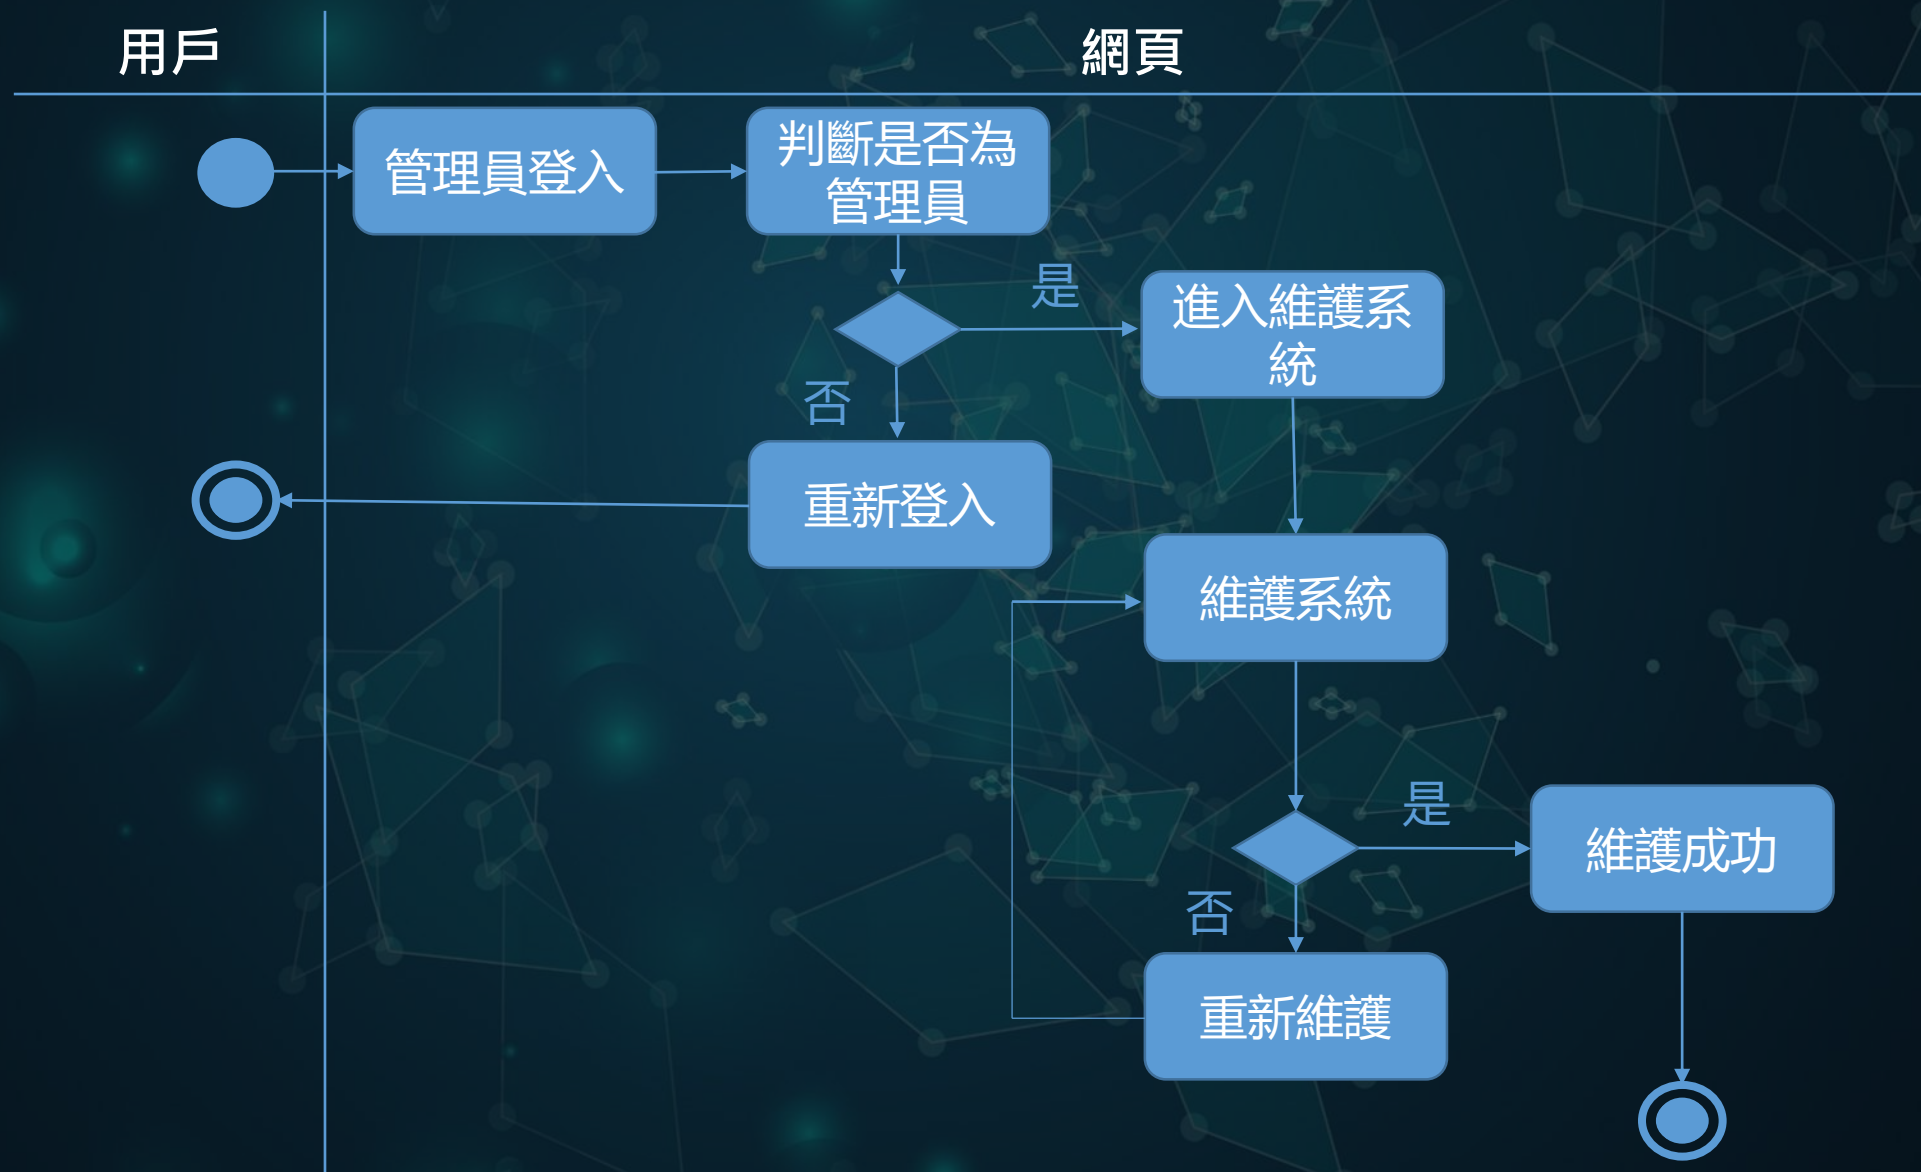 用戶
網頁
管理員登入
判斷是否為
管理員
是
進入維護系
統
否
重新登入
維護系統
是
維護成功
否
重新維護